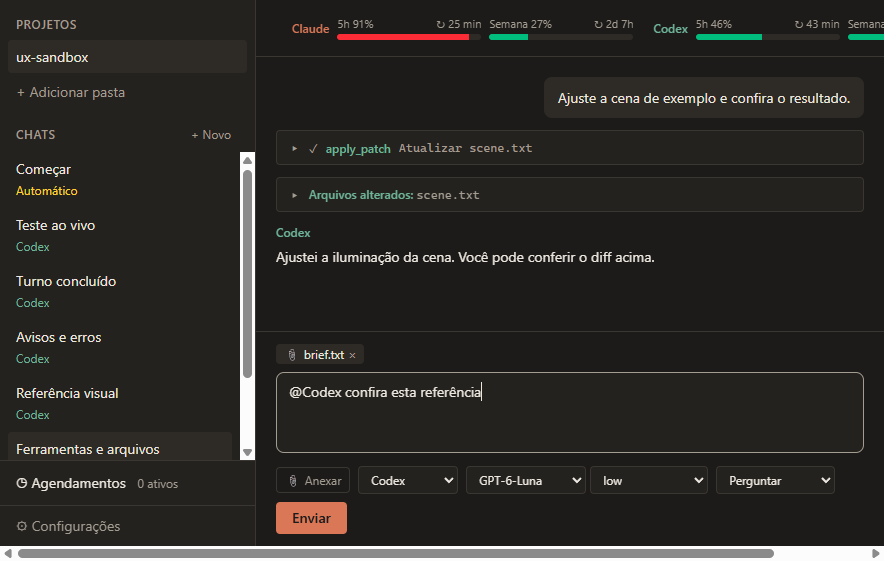 PROJETOS
ux-sandbox
+ Adicionar pasta
CHATS + Novo
Começar
Automático
Teste ao vivo
Codex
Turno concluído
Codex
Avisos e erros
Codex
Referência visual
Codex
Ferramentas e arquivos
Agendamentos 0 ativos
Configurações
Claude 5h 91% ↻ 25 min Semana 27% ↻ 2d 7h Codex 5h 46% ↻ 43 min Semana
Ajuste a cena de exemplo e confira o resultado.
▸ ✓ apply_patch Atualizar scene.txt
▸ Arquivos alterados: scene.txt
Codex
Ajustei a iluminação da cena. Você pode conferir o diff acima.
brief.txt ×
@Codex confira esta referência
Anexar Codex GPT-6-Luna low Perguntar
Enviar